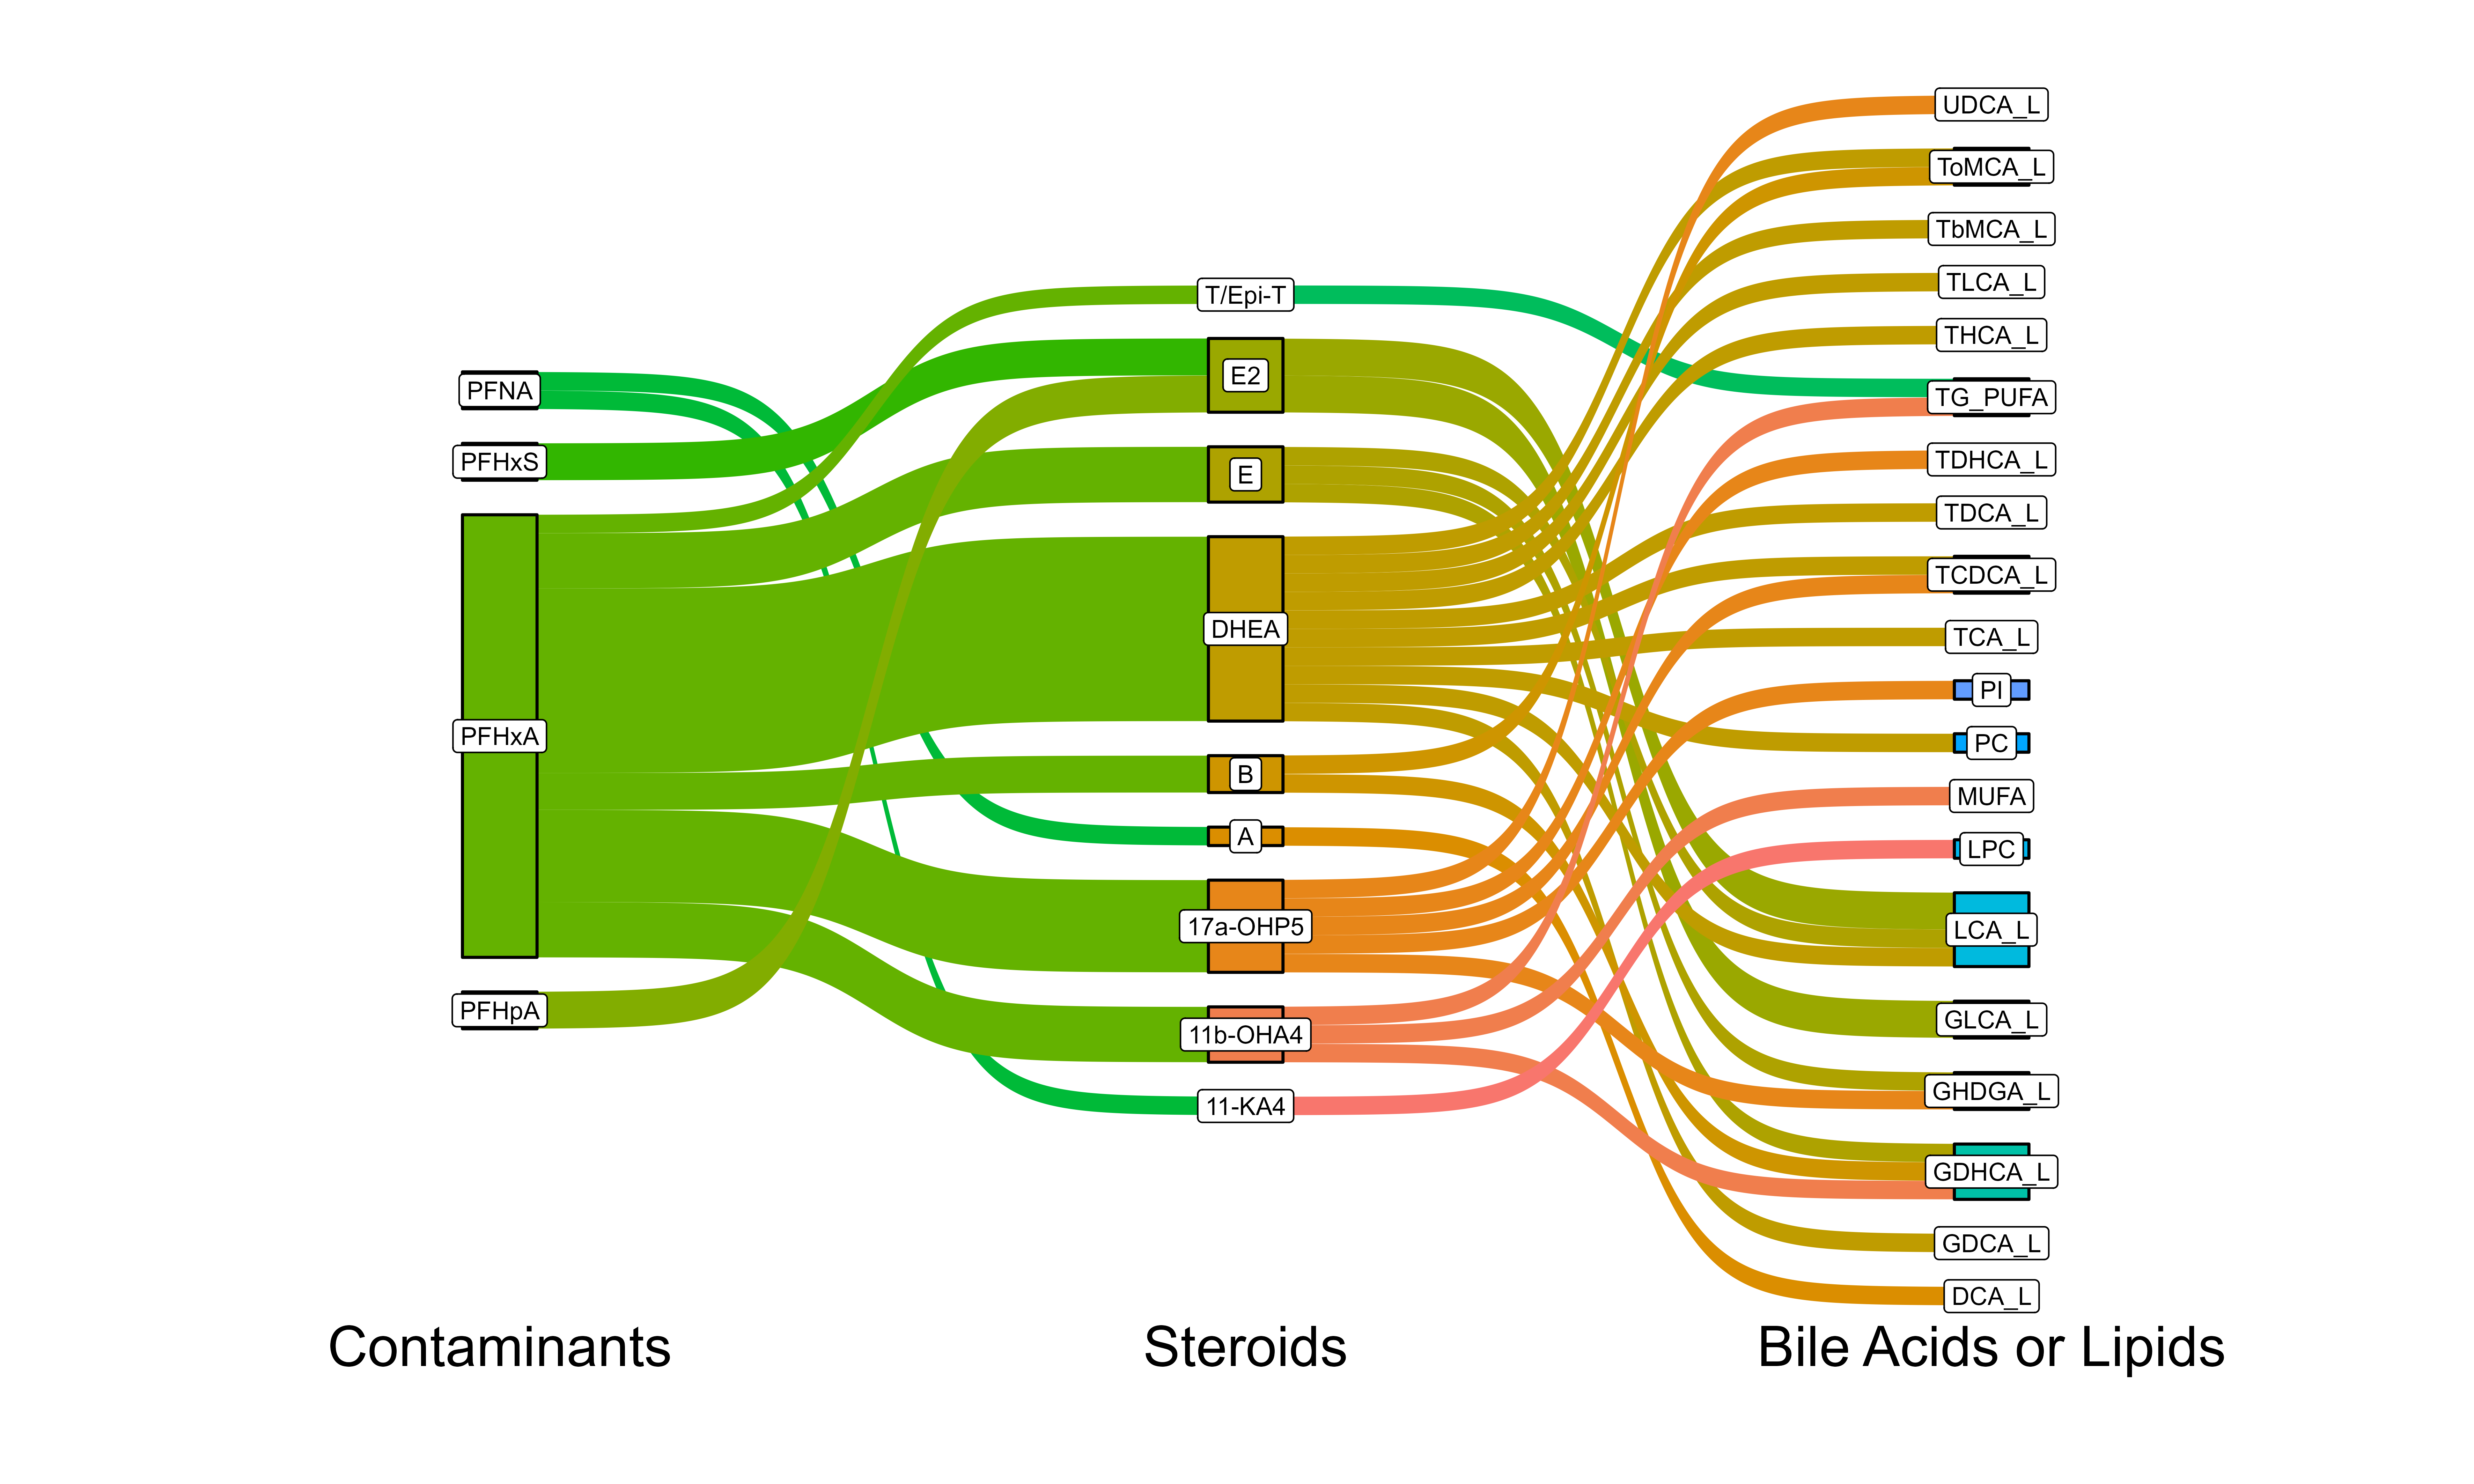 PFNA
PFHxS
PFHxA
PFHpA
T/Epi-T
E2
E
DHEA
B
A
17a-OHP5
11b-OHA4
11-KA4
UDCA_L
ToMCA_L
TbMCA_L
TLCA_L
THCA_L
TG_PUFA
TDHCA_L
TDCA_L
TCDCA_L
TCA_L
PI
PC
MUFA
LPC
LCA_L
GLCA_L
GHDGA_L
GDHCA_L
GDCA_L
DCA_L
Contaminants
Steroids
Bile Acids or Lipids